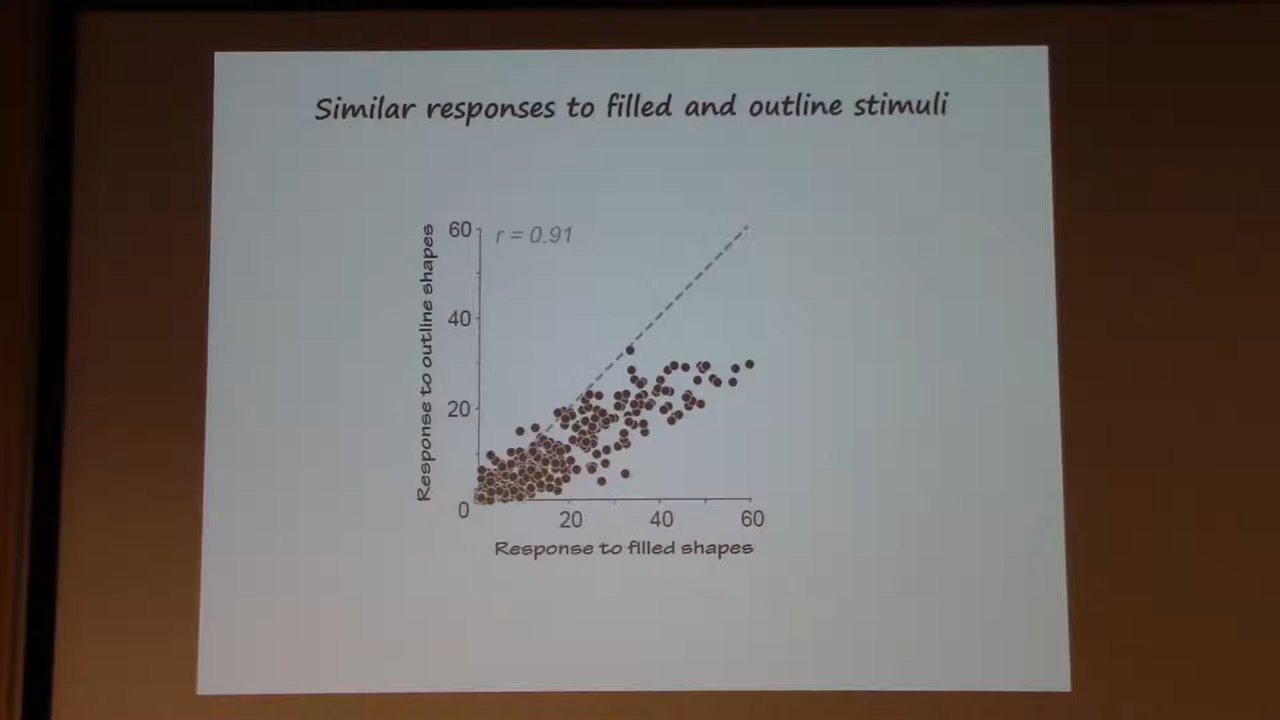 Similar responses to filled and outline stimuli
Response to outline shapes
60
r = 0.91
40
20
0
20 40 60
Response to filled shapes